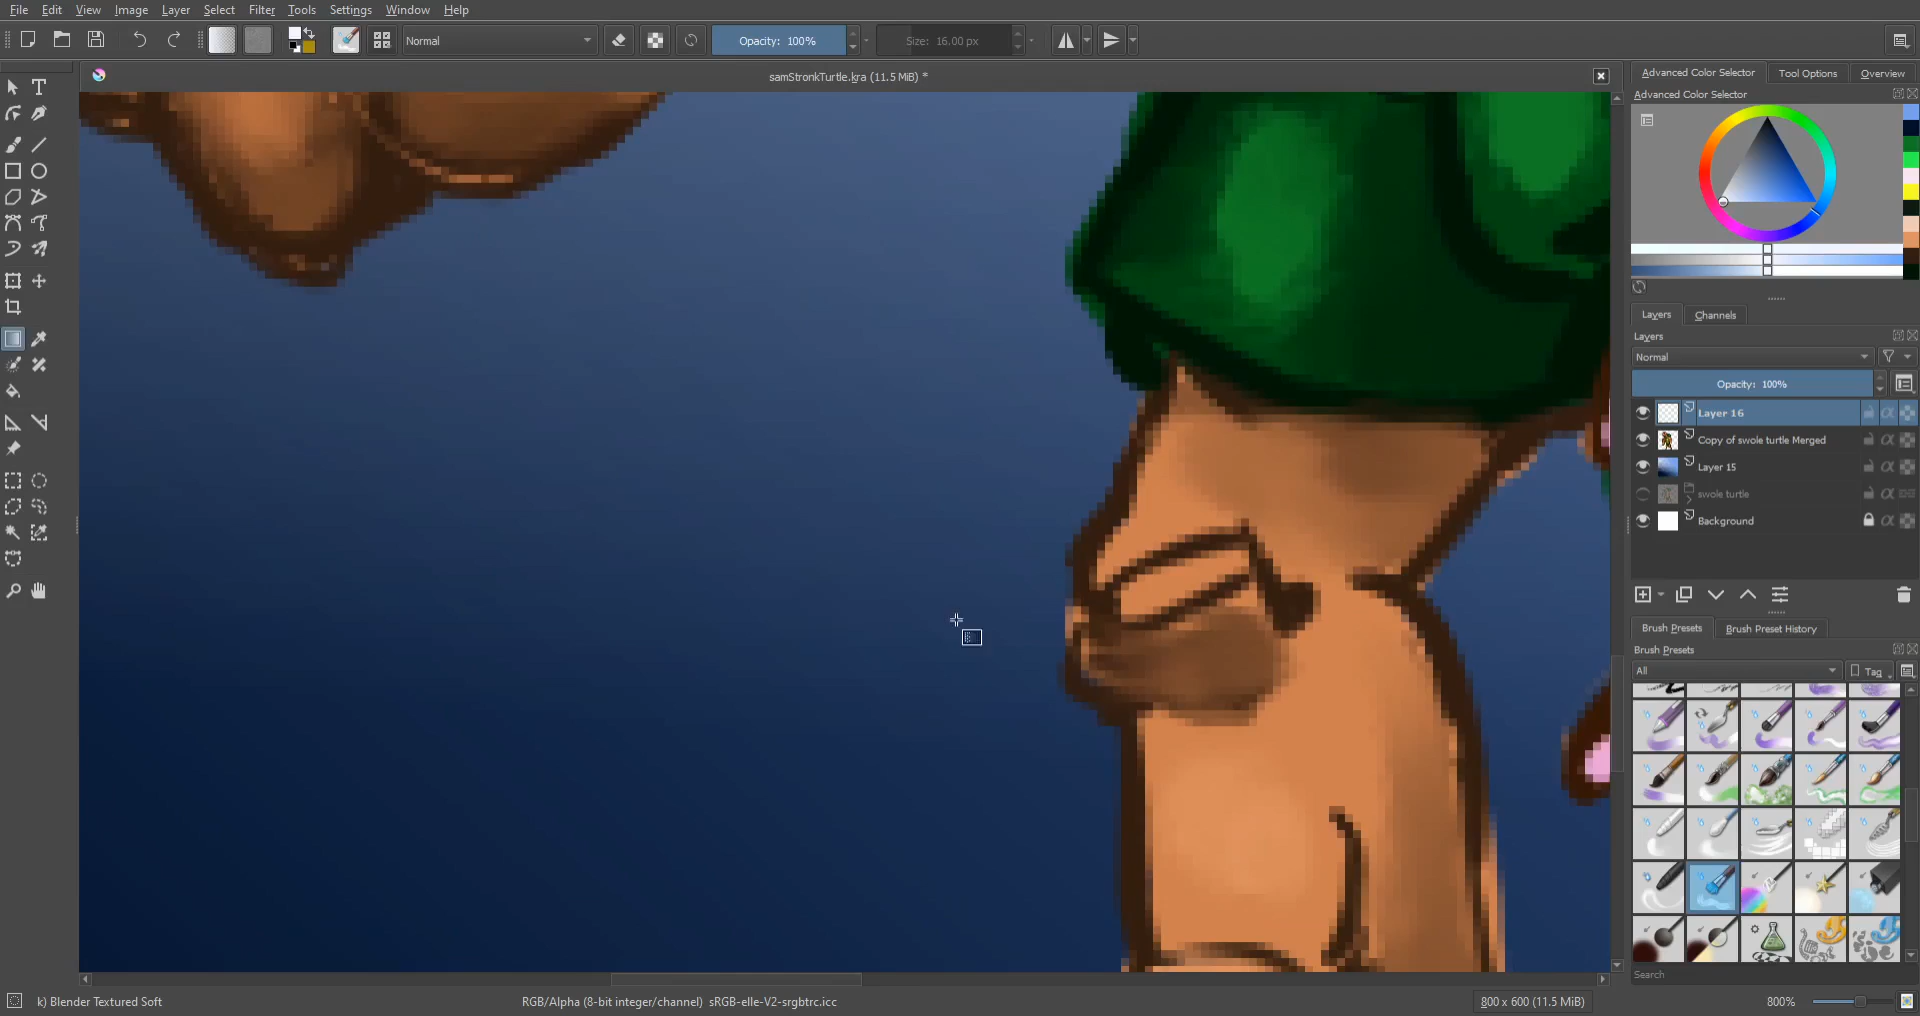 File Edit View Image Layer Select Filter Tools Settings Window Help
Normal
Opacity: 100%
Size: 16.00 px
samStronkTurtle.kra (11.5 MiB) *
Advanced Color Selector
Tool Options
Overview
Advanced Color Selector
Layers
Channels
Layers
Normal
Opacity: 100%
Layer 16
Copy of swole turtle Merged
Layer 15
swole turtle
Background
Brush Presets
Brush Preset History
Brush Presets
All
Tag
Search
k) Blender Textured Soft
RGB/Alpha (8-bit integer/channel) sRGB-elle-V2-srgbtrc.icc
800 x 600 (11.5 MiB)
800%